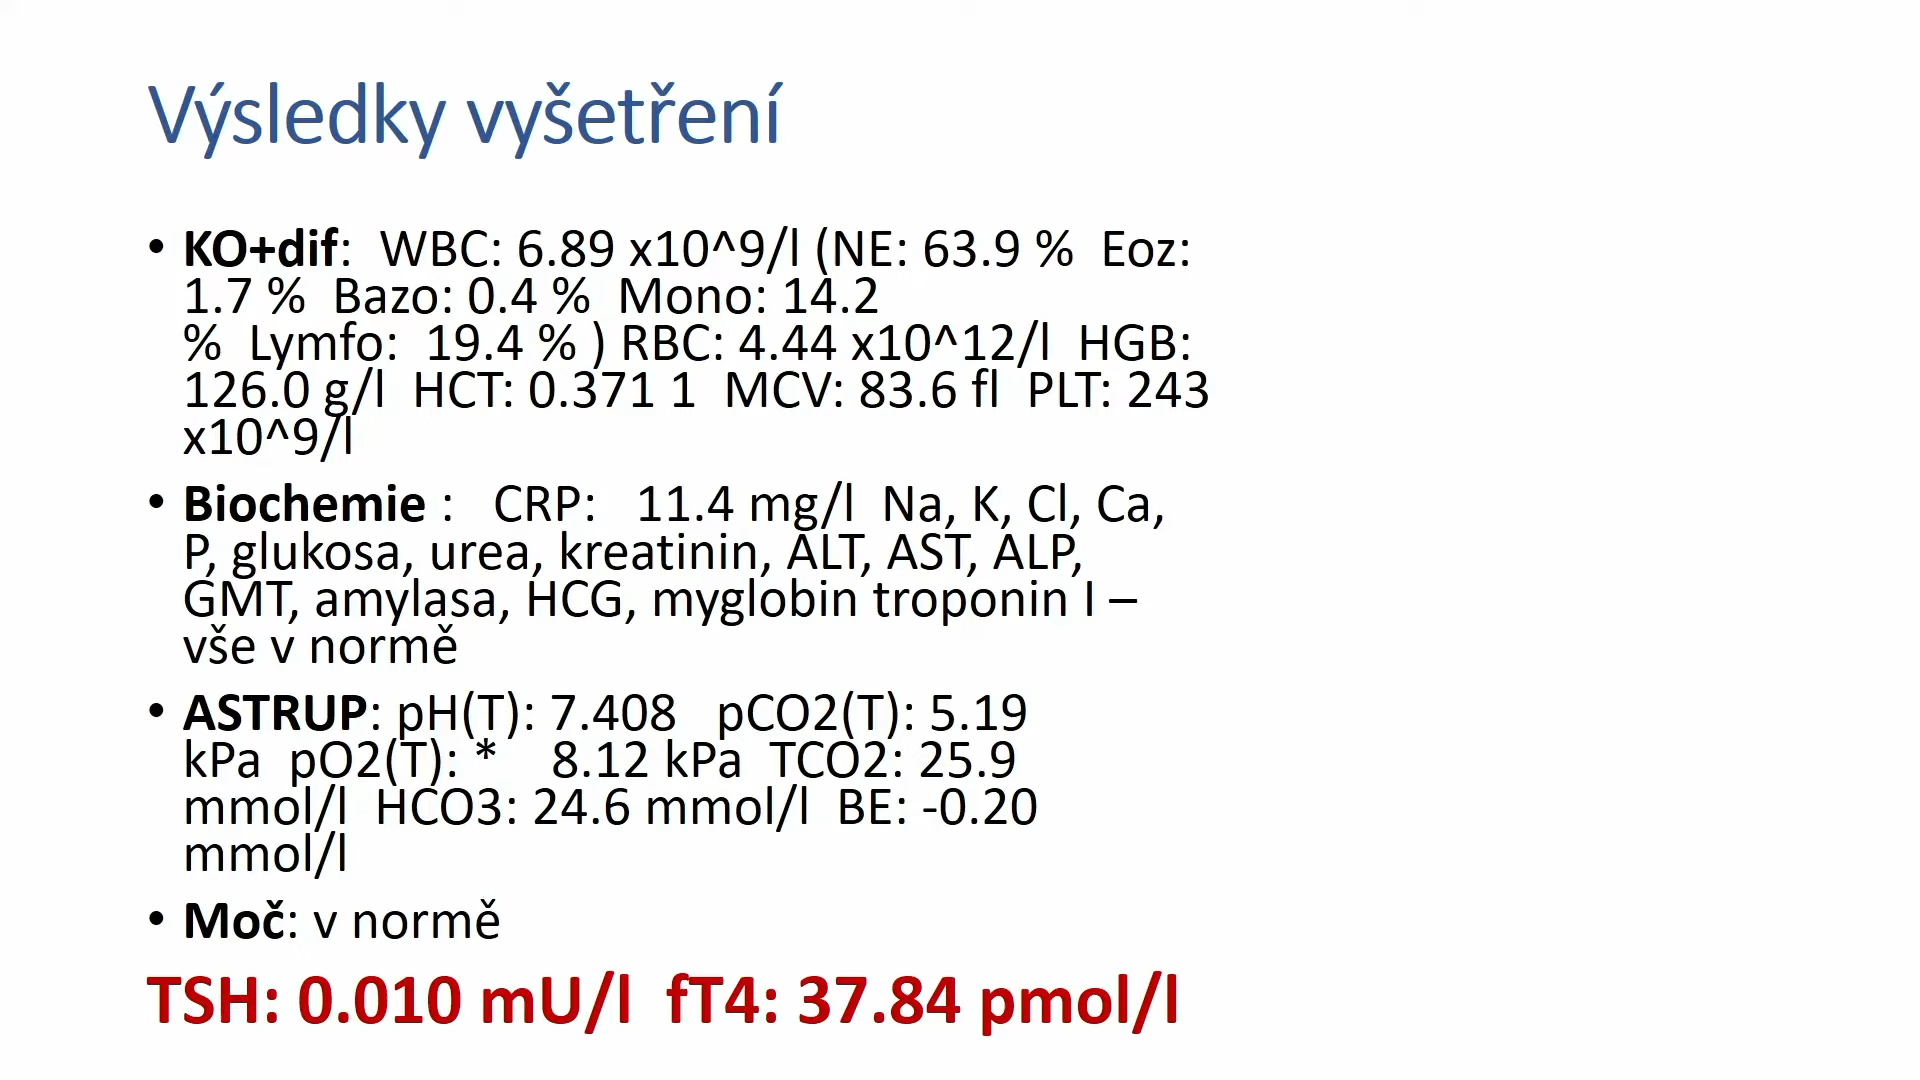 Výsledky vyšetření
• KO+dif: WBC: 6.89 x10^9/l (NE: 63.9 % Eoz:
1.7 % Bazo: 0.4 % Mono: 14.2
% Lymfo: 19.4 % ) RBC: 4.44 x10^12/l HGB:
126.0 g/l HCT: 0.371 1 MCV: 83.6 fl PLT: 243
x10^9/l
• Biochemie : CRP: 11.4 mg/l Na, K, Cl, Ca,
P, glukosa, urea, kreatinin, ALT, AST, ALP,
GMT, amylasa, HCG, myglobin troponin I –
vše v normě
• ASTRUP: pH(T): 7.408 pCO2(T): 5.19
kPa pO2(T): * 8.12 kPa TCO2: 25.9
mmol/l HCO3: 24.6 mmol/l BE: -0.20
mmol/l
• Moč: v normě
TSH: 0.010 mU/l fT4: 37.84 pmol/l